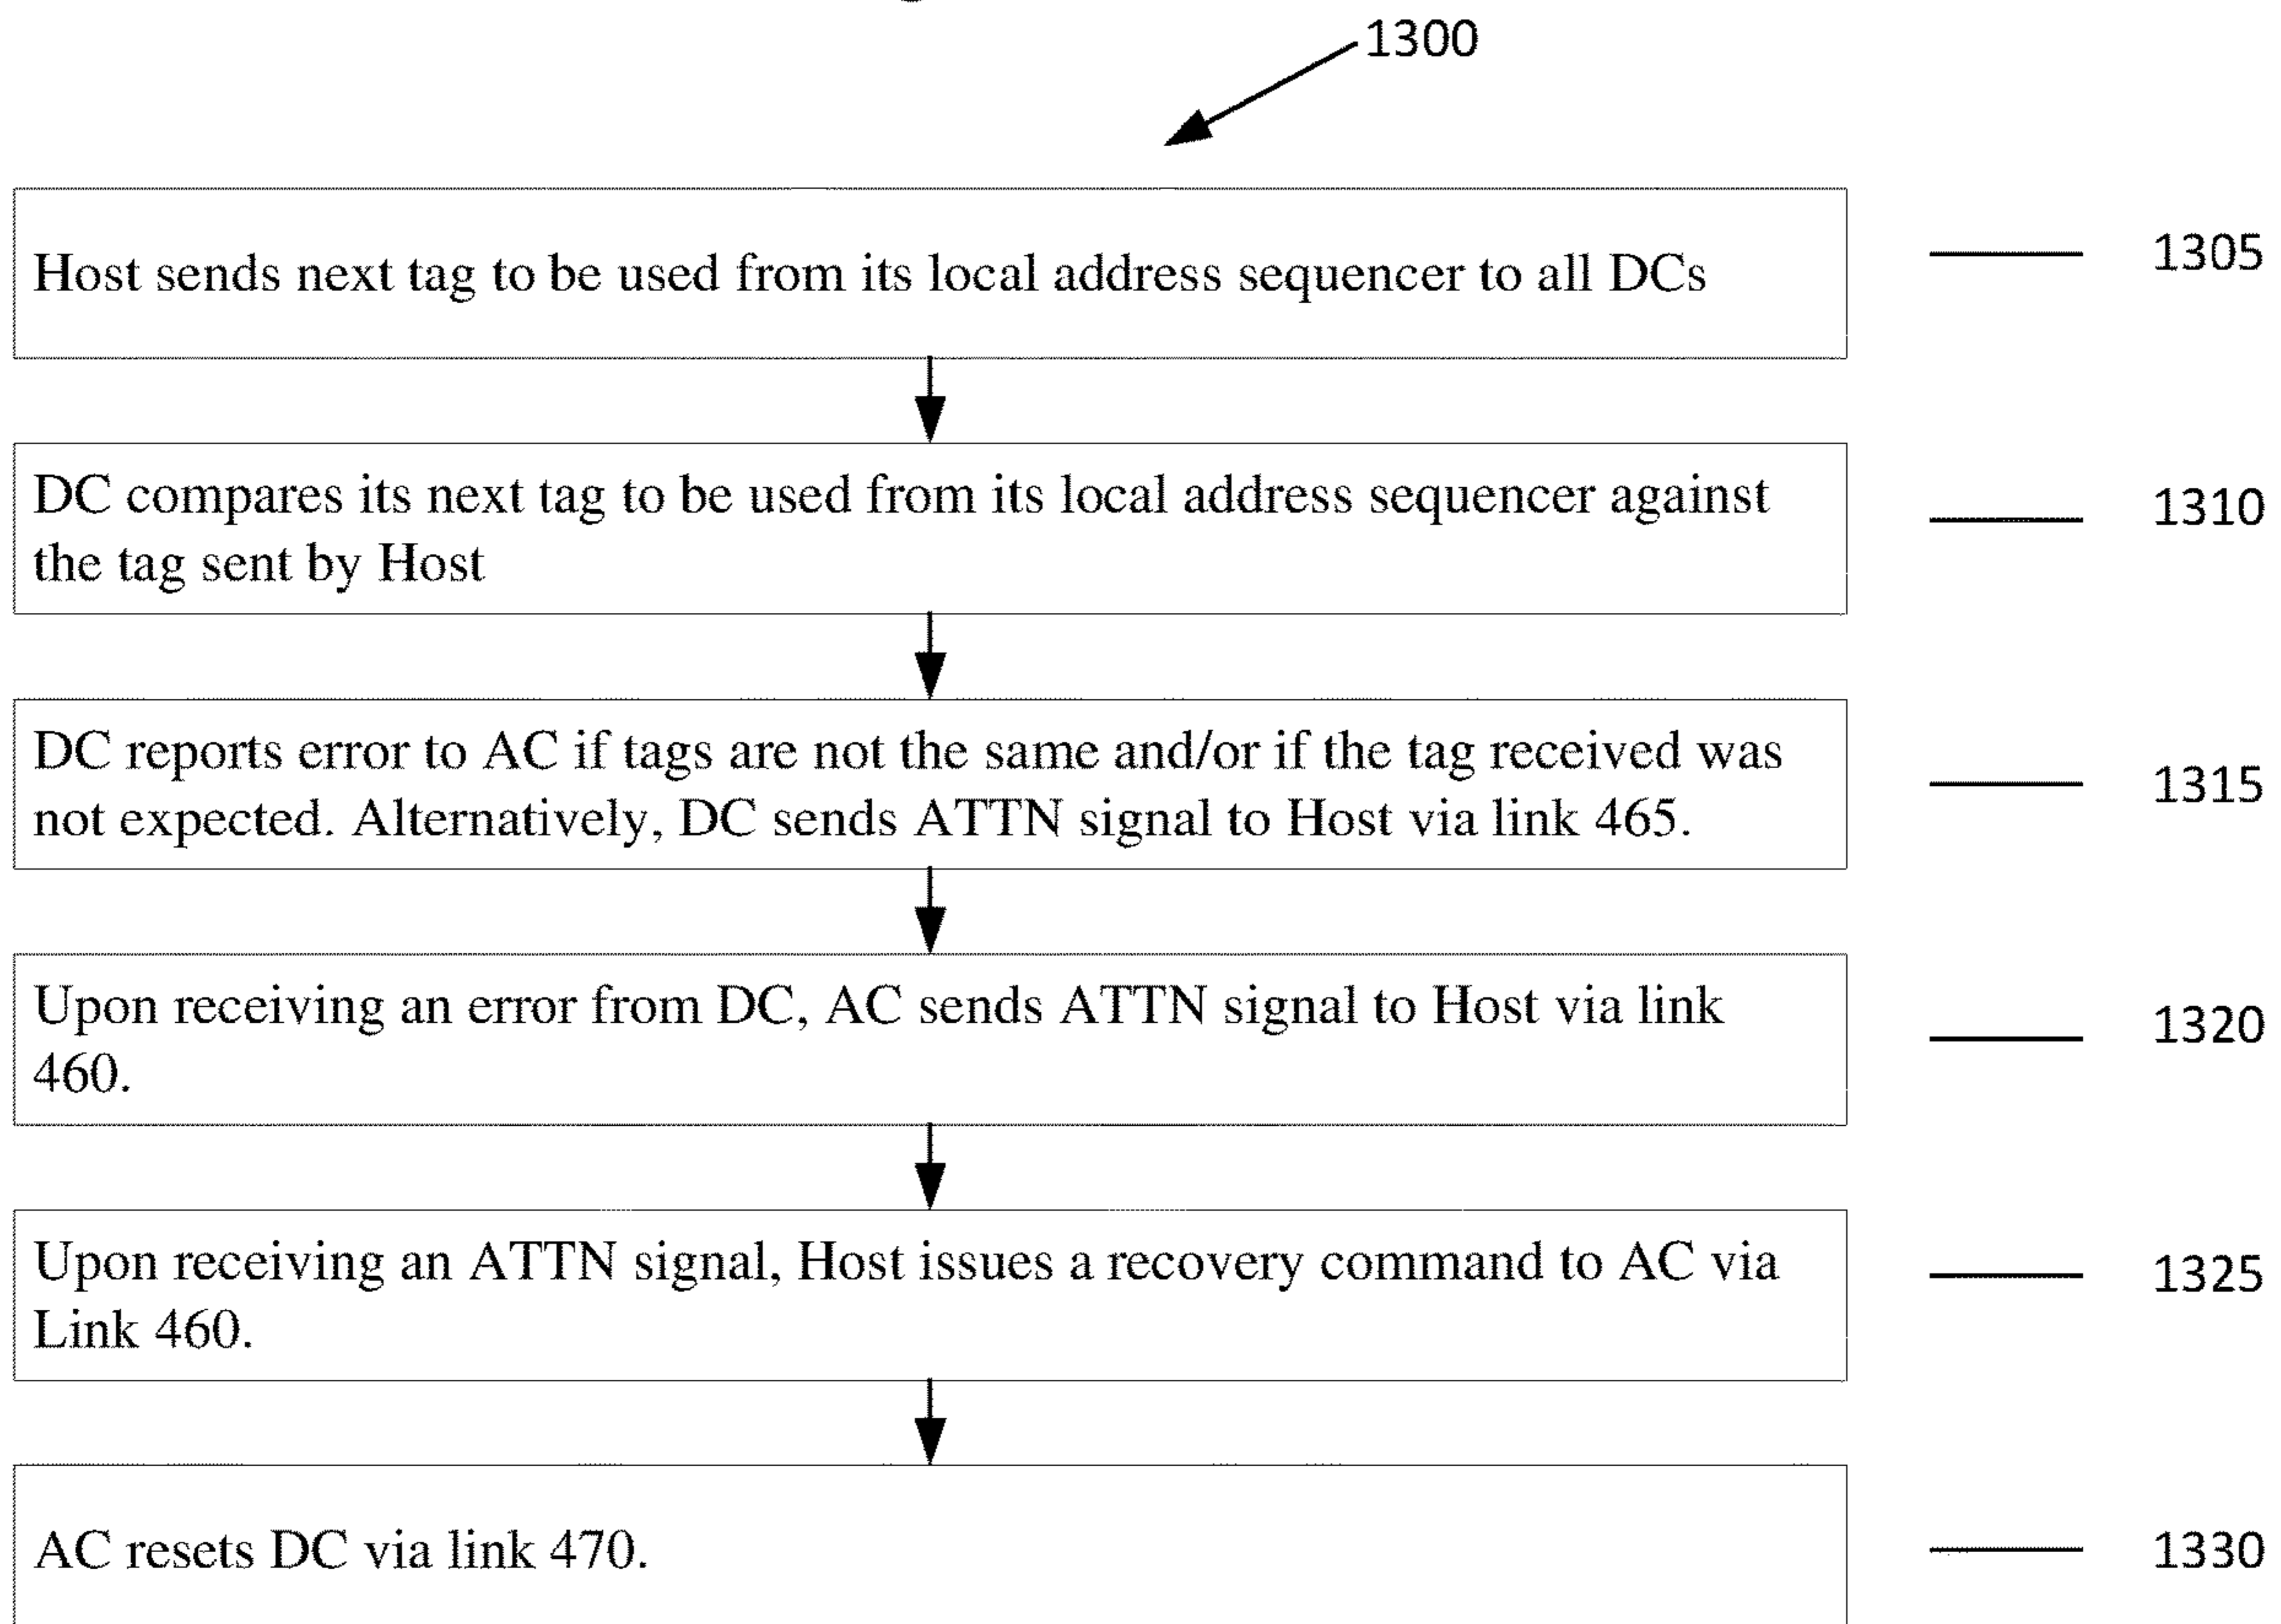 1300
Host sends next tag to be used from its local address sequencer to all DCs
1305
DC compares its next tag to be used from its local address sequencer against
the tag sent by Host
1310
DC reports error to AC if tags are not the same and/or if the tag received was
not expected. Alternatively, DC sends ATTN signal to Host via link 465.
1315
Upon receiving an error from DC, AC sends ATTN signal to Host via link
460.
1320
Upon receiving an ATTN signal, Host issues a recovery command to AC via
Link 460.
1325
AC resets DC via link 470.
1330